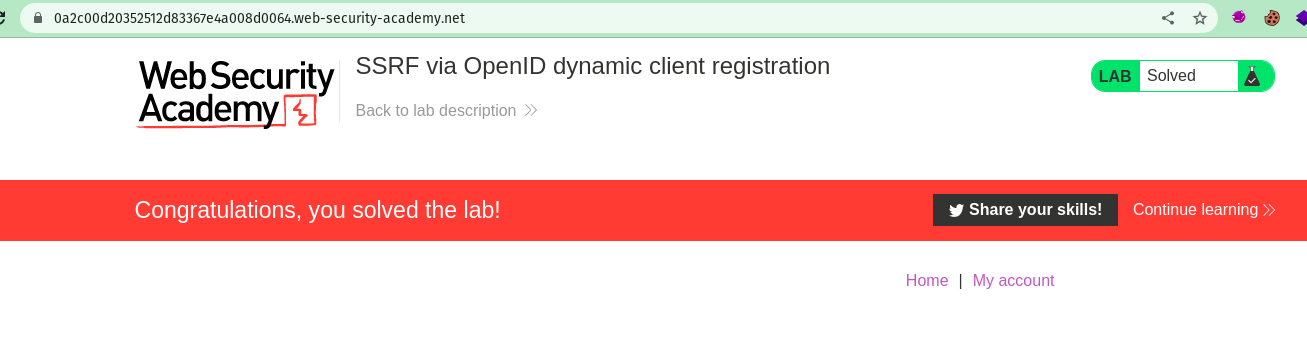 0a2c00d20352512d83367e4a008d0064.web-security-academy.net
Web Security
Academy
SSRF via OpenID dynamic client registration
Back to lab description
LAB Solved
Congratulations, you solved the lab!
Share your skills! Continue learning
Home | My account